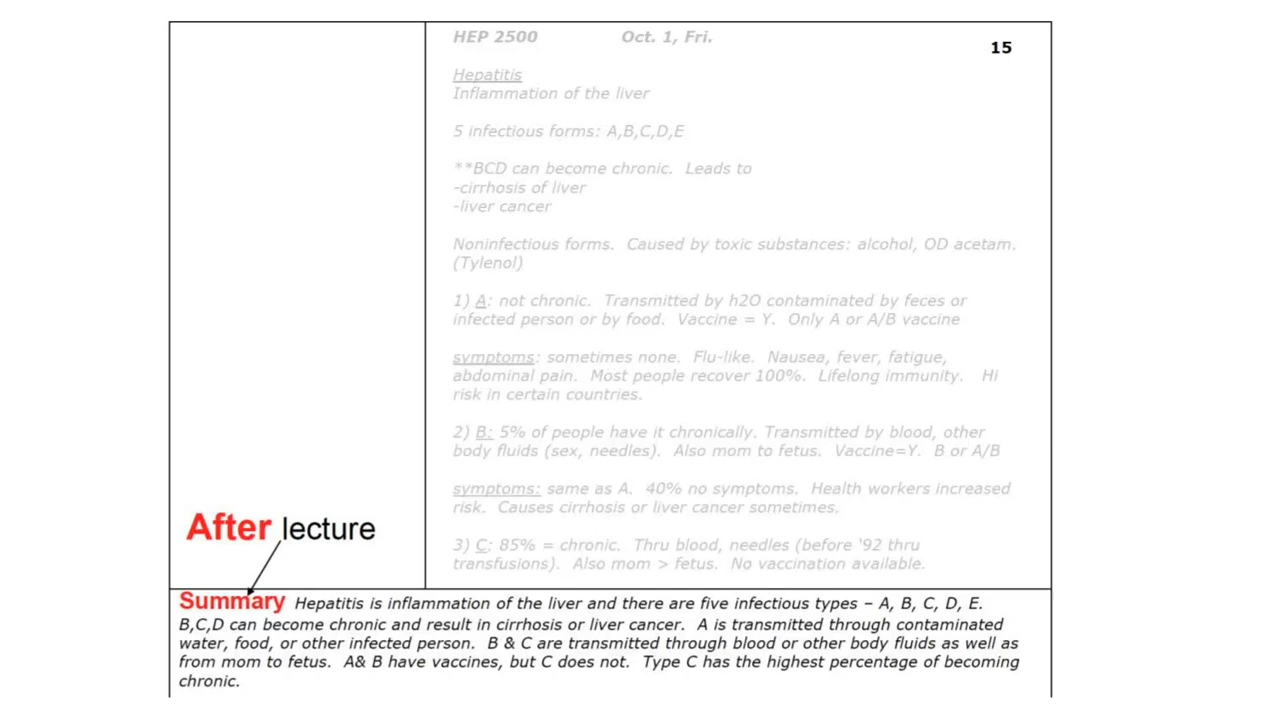 HEP 2500 Oct. 1, Fri.
15
Hepatitis
Inflammation of the liver
5 infectious forms: A,B,C,D,E
**BCD can become chronic. Leads to
-cirrhosis of liver
-liver cancer
Noninfectious forms. Caused by toxic substances: alcohol, OD acetam.
(Tylenol)
1) A: not chronic. Transmitted by h2O contaminated by feces or
infected person or by food. Vaccine = Y. Only A or A/B vaccine
symptoms: sometimes none. Flu-like. Nausea, fever, fatigue,
abdominal pain. Most people recover 100%. Lifelong immunity. Hi
risk in certain countries.
2) B: 5% of people have it chronically. Transmitted by blood, other
body fluids (sex, needles). Also mom to fetus. Vaccine=Y. B or A/B
symptoms: same as A. 40% no symptoms. Health workers increased
risk. Causes cirrhosis or liver cancer sometimes.
3) C: 85% = chronic. Thru blood, needles (before '92 thru
transfusions). Also mom > fetus. No vaccination available.
After lecture
Summary Hepatitis is inflammation of the liver and there are five infectious types – A, B, C, D, E.
B,C,D can become chronic and result in cirrhosis or liver cancer. A is transmitted through contaminated
water, food, or other infected person. B & C are transmitted through blood or other body fluids as well as
from mom to fetus. A& B have vaccines, but C does not. Type C has the highest percentage of becoming
chronic.